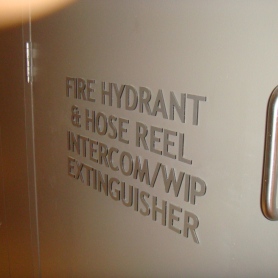 FIRE HYDRANT
& HOSE REEL
INTERCOM/WIP
EXTINGUISHER